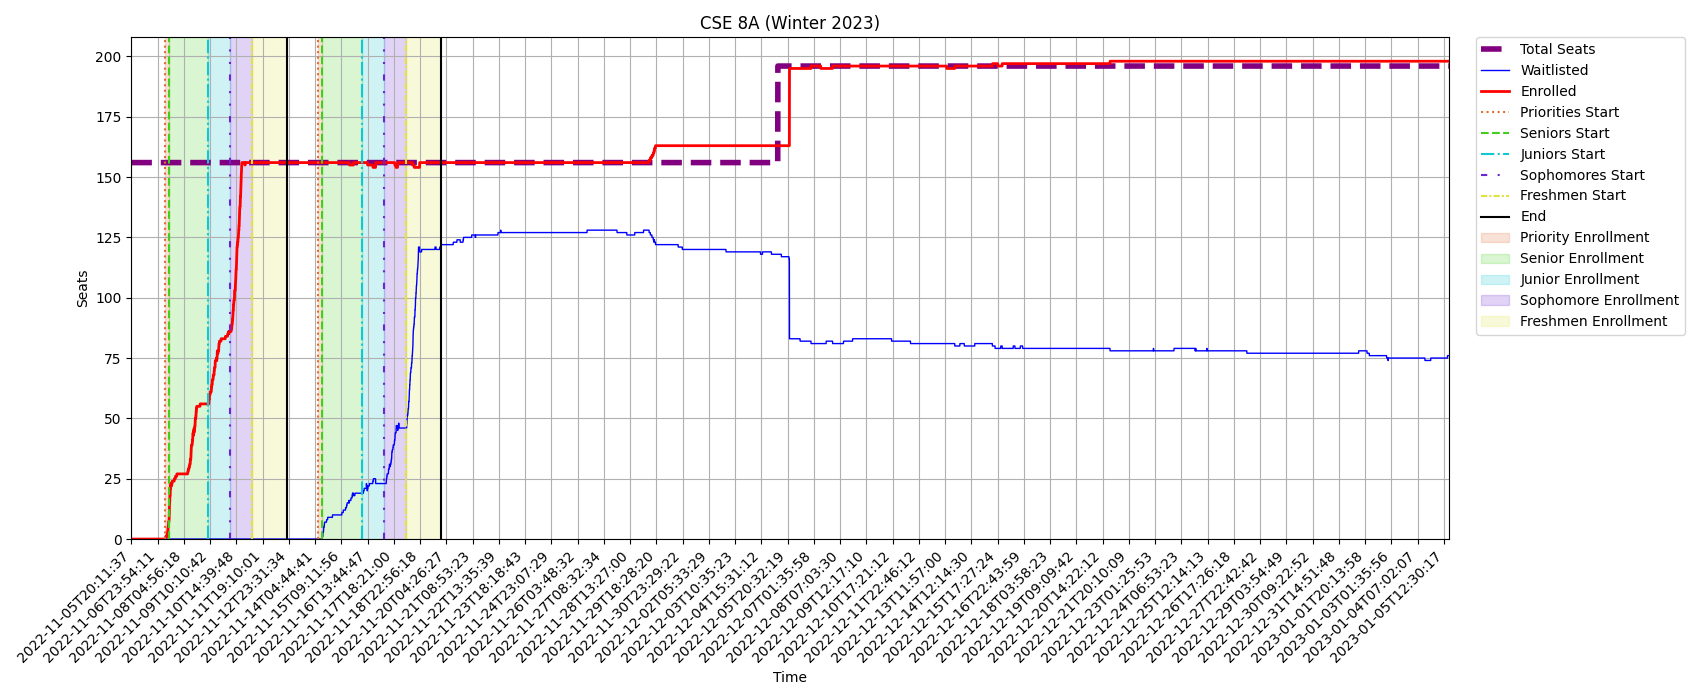 CSE 8A (Winter 2023)
Seats
200
175
150
125
100
75
50
25
0
2022-11-05T20:11:37
2022-11-06T23:54:11
2022-11-08T04:56:18
2022-11-09T10:10:42
2022-11-10T14:39:48
2022-11-11T19:10:01
2022-11-12T23:31:34
2022-11-14T04:44:41
2022-11-15T09:11:56
2022-11-16T13:44:47
2022-11-17T18:21:00
2022-11-18T22:56:18
2022-11-20T04:26:27
2022-11-21T08:53:23
2022-11-22T13:35:39
2022-11-23T18:18:43
2022-11-24T23:07:29
2022-11-26T03:48:32
2022-11-27T08:32:34
2022-11-28T13:27:00
2022-11-29T18:28:20
2022-11-30T23:29:22
2022-12-02T05:33:29
2022-12-03T10:35:23
2022-12-04T15:31:12
2022-12-05T20:32:19
2022-12-07T01:35:58
2022-12-08T07:03:30
2022-12-09T12:17:10
2022-12-10T17:21:12
2022-12-11T22:46:12
2022-12-13T11:57:00
2022-12-14T12:14:30
2022-12-15T17:27:24
2022-12-16T22:43:59
2022-12-18T03:58:23
2022-12-19T09:09:42
2022-12-20T14:22:12
2022-12-21T20:10:09
2022-12-23T01:25:53
2022-12-24T06:53:23
2022-12-25T12:14:13
2022-12-26T17:26:18
2022-12-27T22:42:42
2022-12-29T03:54:49
2022-12-30T09:22:52
2022-12-31T14:51:48
2023-01-01T20:13:58
2023-01-03T01:35:56
2023-01-04T07:02:07
2023-01-05T12:30:17
Time
Total Seats
Waitlisted
Enrolled
Priorities Start
Seniors Start
Juniors Start
Sophomores Start
Freshmen Start
End
Priority Enrollment
Senior Enrollment
Junior Enrollment
Sophomore Enrollment
Freshmen Enrollment